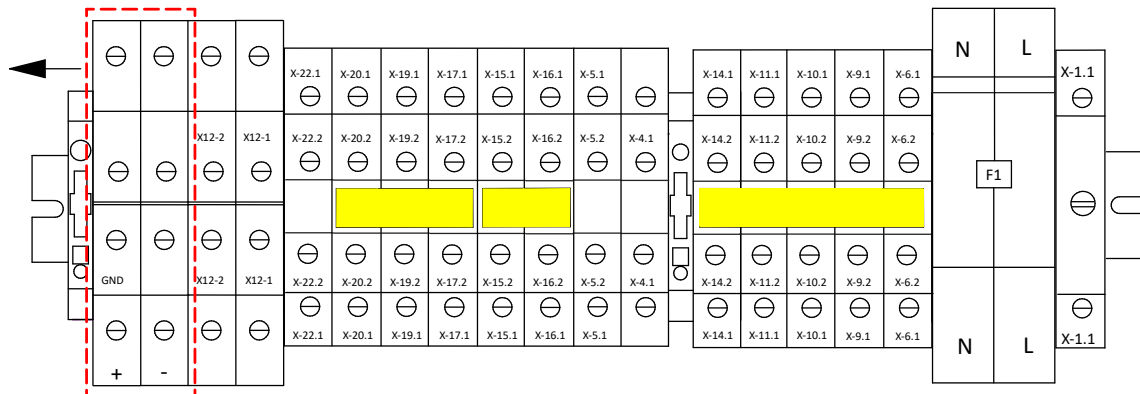 N L
X-1.1
X-22.1 X-20.1 X-19.1 X-17.1 X-15.1 X-16.1 X-5.1 X-14.1 X-11.1 X-10.1 X-9.1 X-6.1
X12-2 X12-1 X-22.2 X-20.2 X-19.2 X-17.2 X-15.2 X-16.2 X-5.2 X-4.1 X-14.2 X-11.2 X-10.2 X-9.2 X-6.2
F1
GND X12-2 X12-1 X-22.2 X-20.2 X-19.2 X-17.2 X-15.2 X-16.2 X-5.2 X-4.1 X-14.2 X-11.2 X-10.2 X-9.2 X-6.2
X-22.1 X-20.1 X-19.1 X-17.1 X-15.1 X-16.1 X-5.1 X-14.1 X-11.1 X-10.1 X-9.1 X-6.1 N L X-1.1
+ -